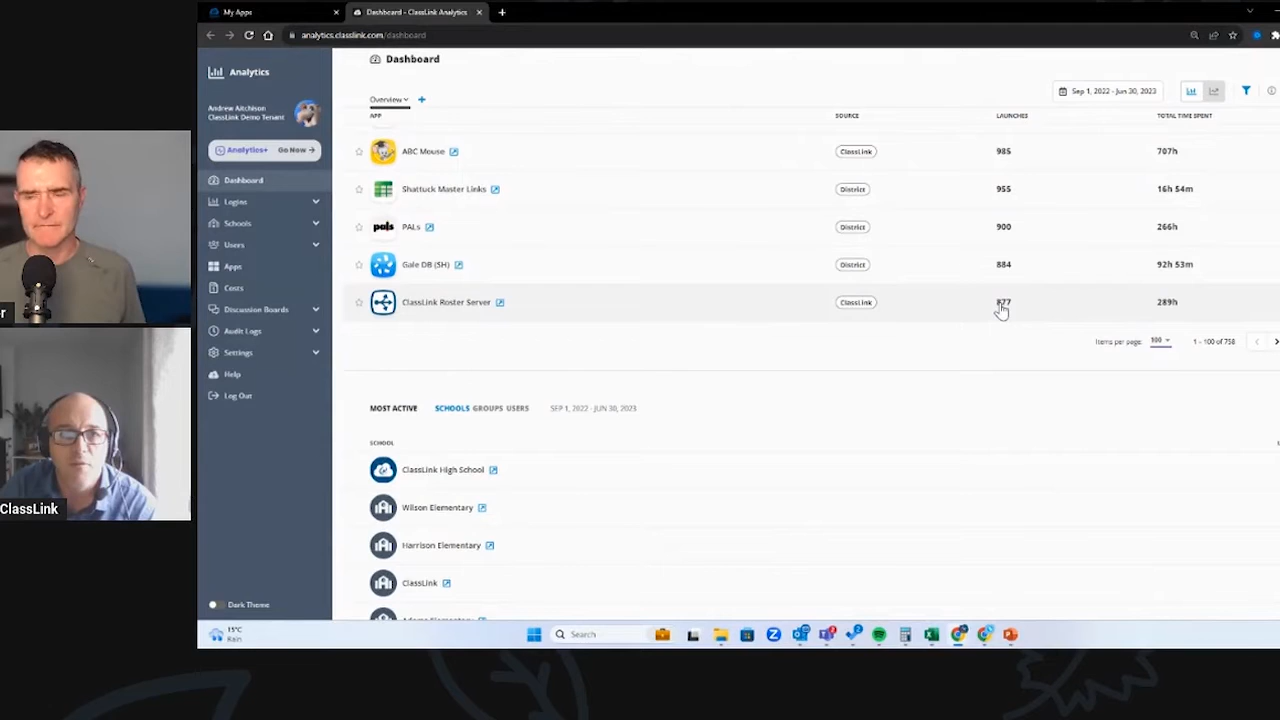 My Apps
Dashboard - ClassLink Analytics
analytics.classlink.com/dashboard
Analytics
Andrew Aitchison
ClassLink Demo Tenant
Analytics+ Go Now
Dashboard
Logins
Schools
Users
Apps
Costs
Discussion Boards
Audit Logs
Settings
Help
Log Out
Dark Theme
Dashboard
Overview
Sep 1, 2022 - Jun 30, 2023
APP SOURCE LAUNCHES TOTAL TIME SPENT
ABC Mouse ClassLink 985 707h
Shattuck Master Links District 955 16h 54m
pals PALs District 900 266h
Gale DB (SH) District 884 92h 53m
ClassLink Roster Server ClassLink 877 289h
Items per page: 100 1 - 100 of 758
MOST ACTIVE SCHOOLS GROUPS USERS SEP 1, 2022 - JUN 30, 2023
SCHOOL
ClassLink High School
Wilson Elementary
Harrison Elementary
ClassLink
15°C
Rain
Search
r
ClassLink